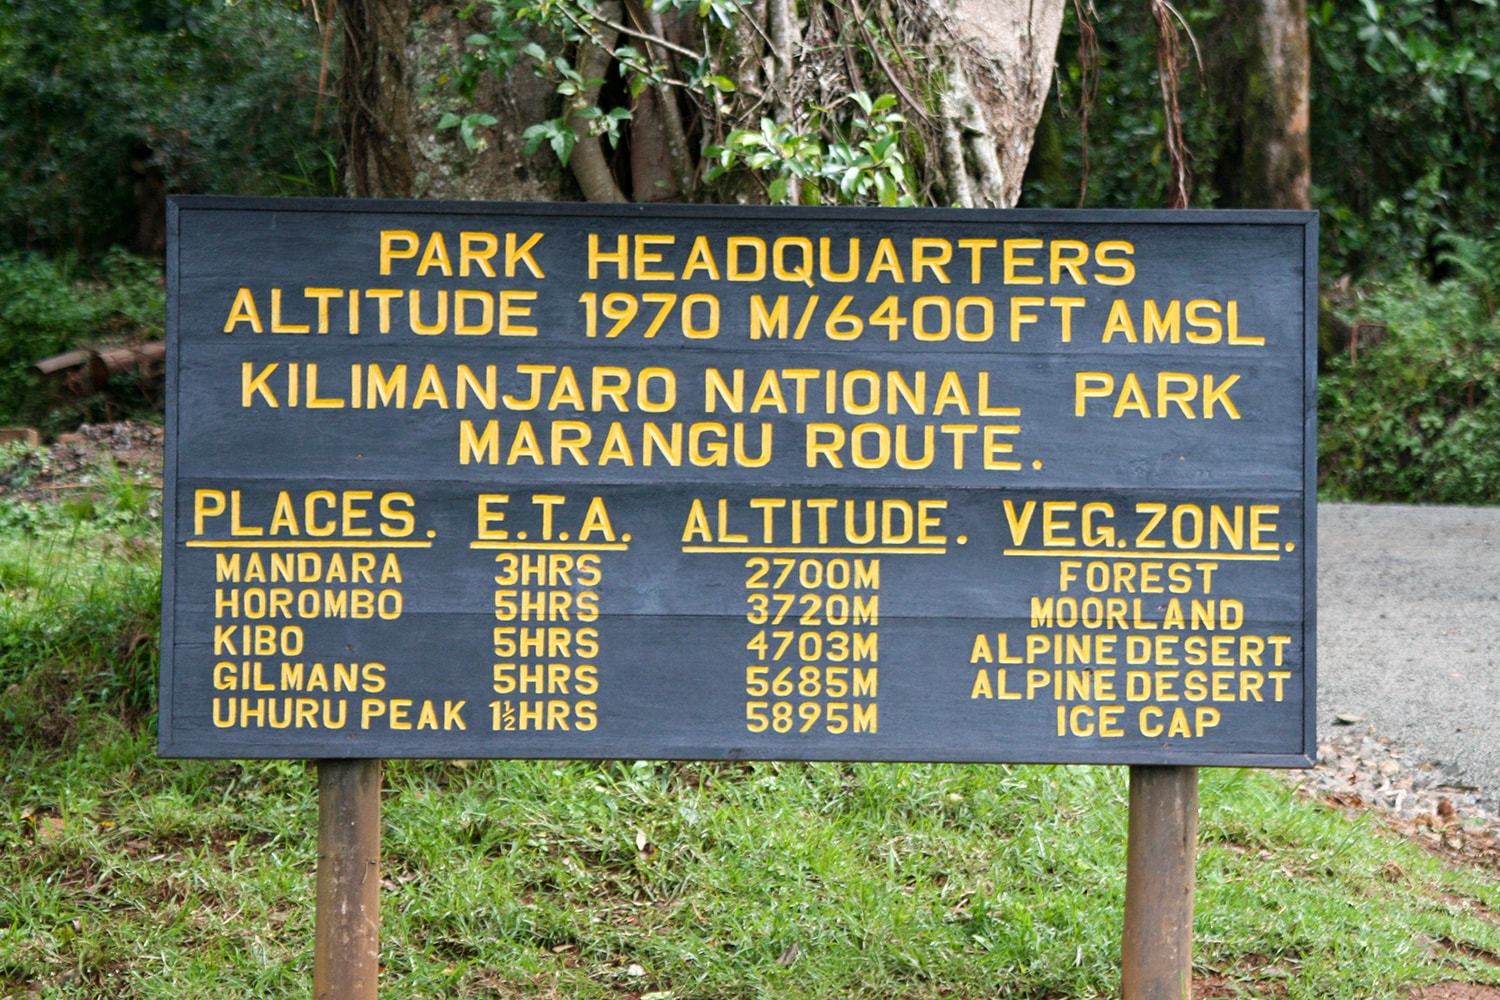 PARK HEADQUARTERS
ALTITUDE 1970 M/6400 FT AMSL
KILIMANJARO NATIONAL PARK
MARANGU ROUTE.
PLACES. E.T.A. ALTITUDE. VEG.ZONE.
MANDARA 3HRS 2700M FOREST
HOROMBO 5HRS 3720M MOORLAND
KIBO 5HRS 4703M ALPINE DESERT
GILMANS 5HRS 5685M ALPINE DESERT
UHURU PEAK 1½HRS 5895M ICE CAP